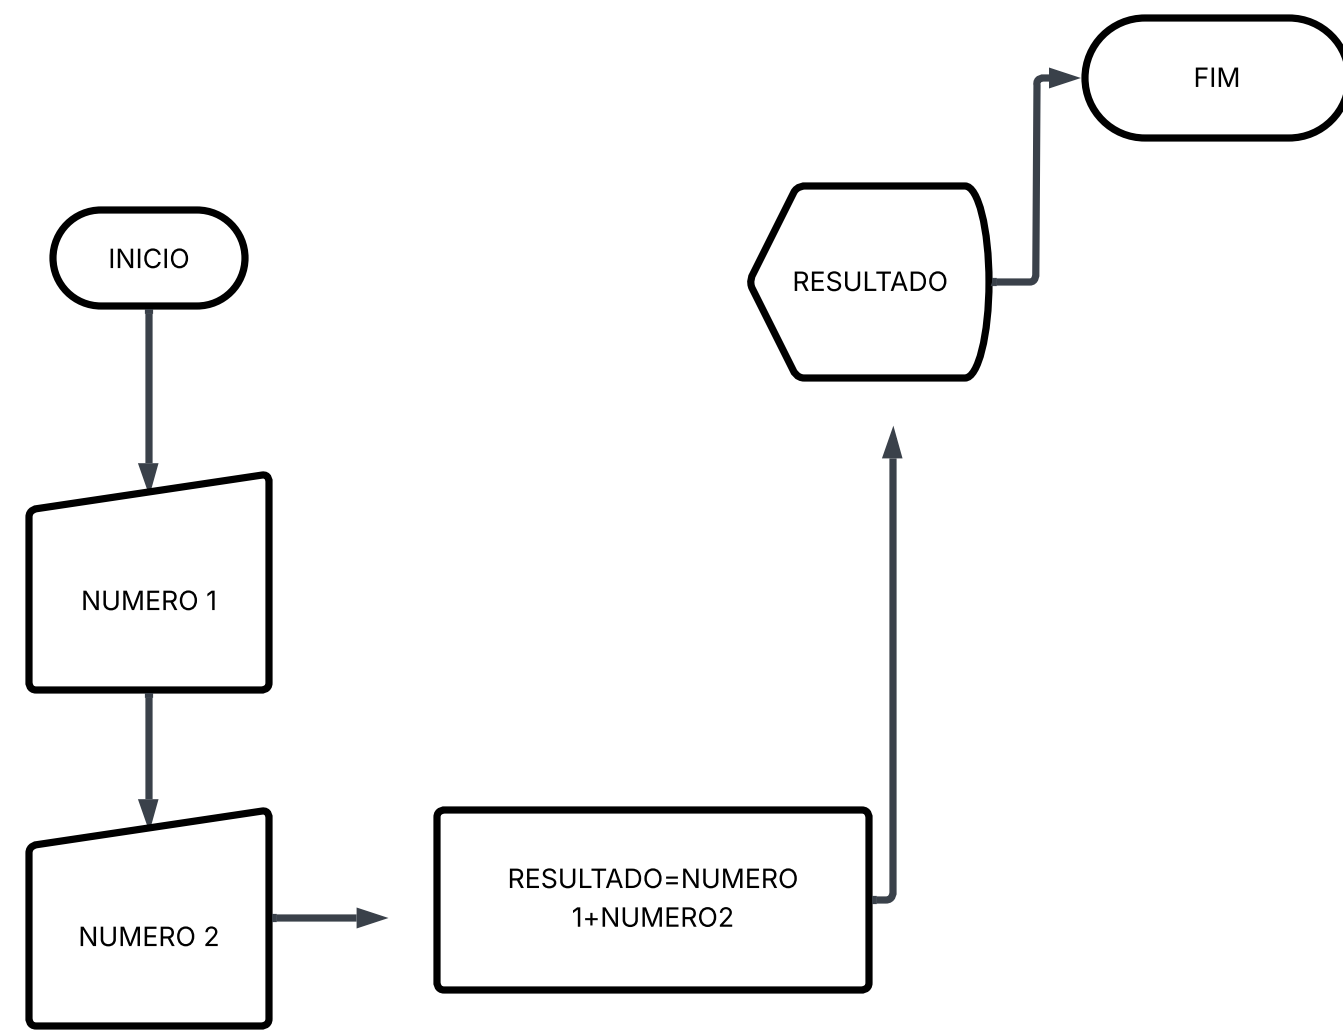 INICIO
NUMERO 1
NUMERO 2
RESULTADO=NUMERO
1+NUMERO2
RESULTADO
FIM